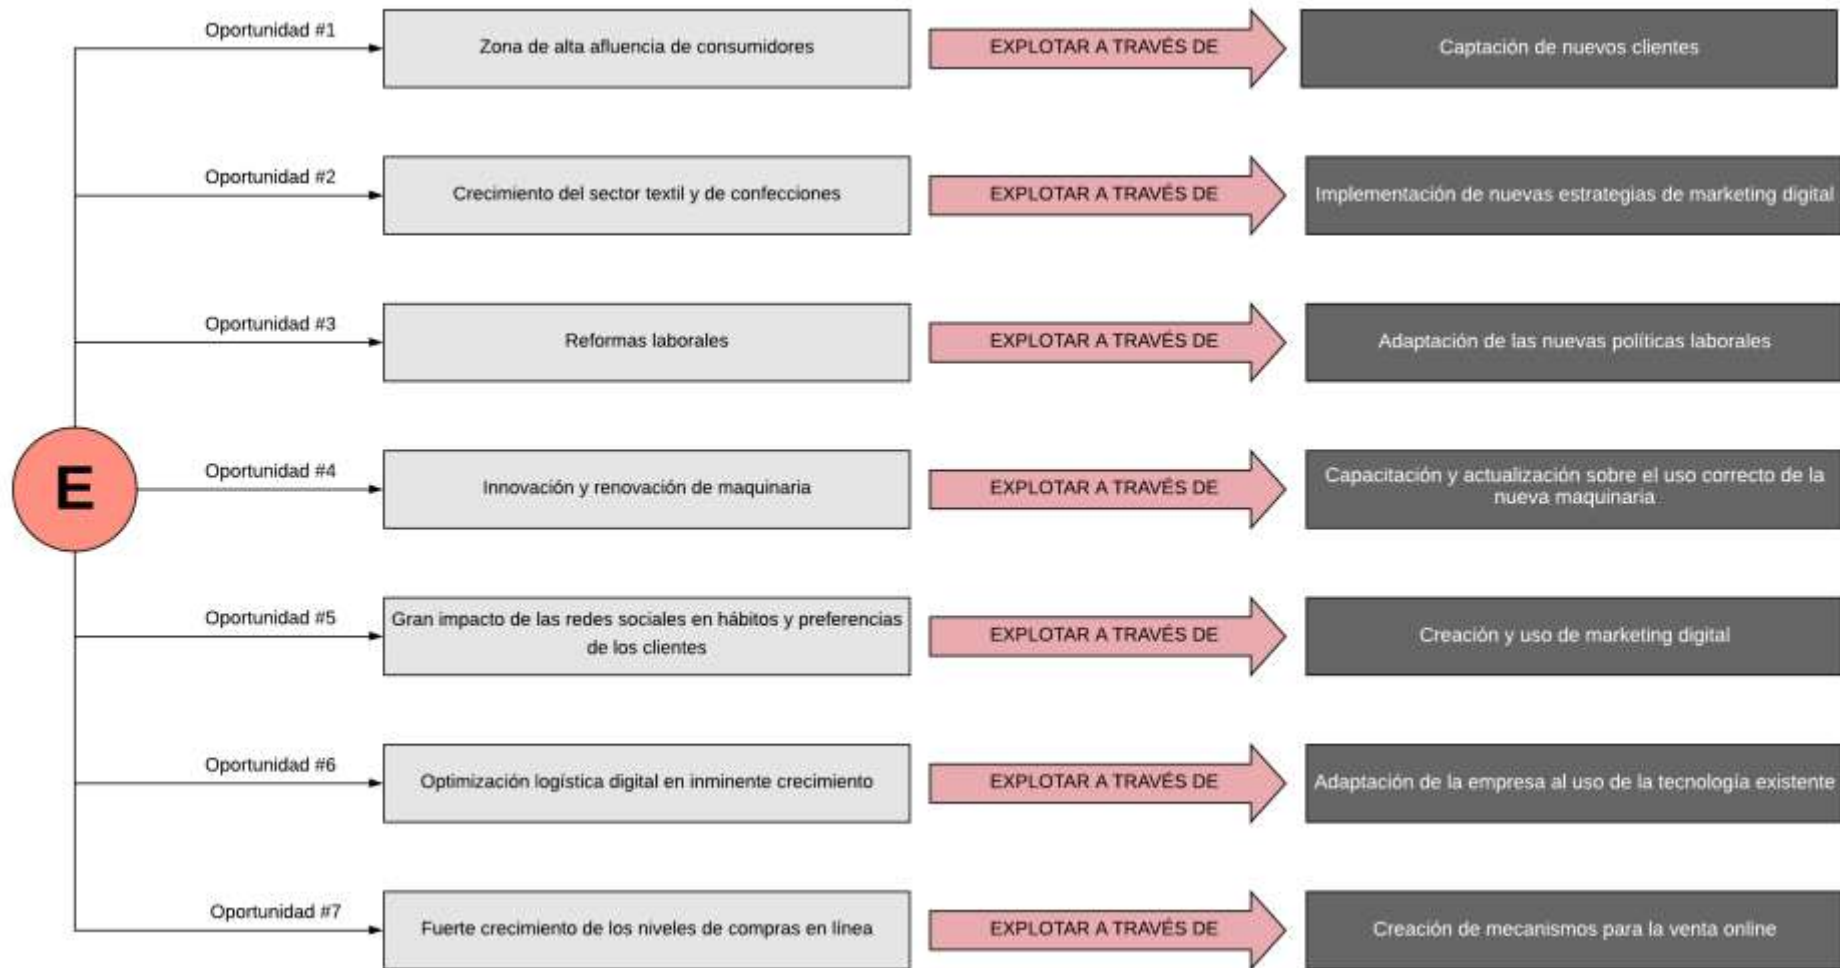 Oportunidad #1
Zona de alta afluencia de consumidores
EXPLOTAR A TRAVÉS DE
Captación de nuevos clientes
Oportunidad #2
Crecimiento del sector textil y de confecciones
EXPLOTAR A TRAVÉS DE
Implementación de nuevas estrategias de marketing digital
Oportunidad #3
Reformas laborales
EXPLOTAR A TRAVÉS DE
Adaptación de las nuevas políticas laborales
E
Oportunidad #4
Innovación y renovación de maquinaria
EXPLOTAR A TRAVÉS DE
Capacitación y actualización sobre el uso correcto de la
nueva maquinaria
Oportunidad #5
Gran impacto de las redes sociales en hábitos y preferencias
de los clientes
EXPLOTAR A TRAVÉS DE
Creación y uso de marketing digital
Oportunidad #6
Optimización logística digital en inminente crecimiento
EXPLOTAR A TRAVÉS DE
Adaptación de la empresa al uso de la tecnología existente
Oportunidad #7
Fuerte crecimiento de los niveles de compras en línea
EXPLOTAR A TRAVÉS DE
Creación de mecanismos para la venta online